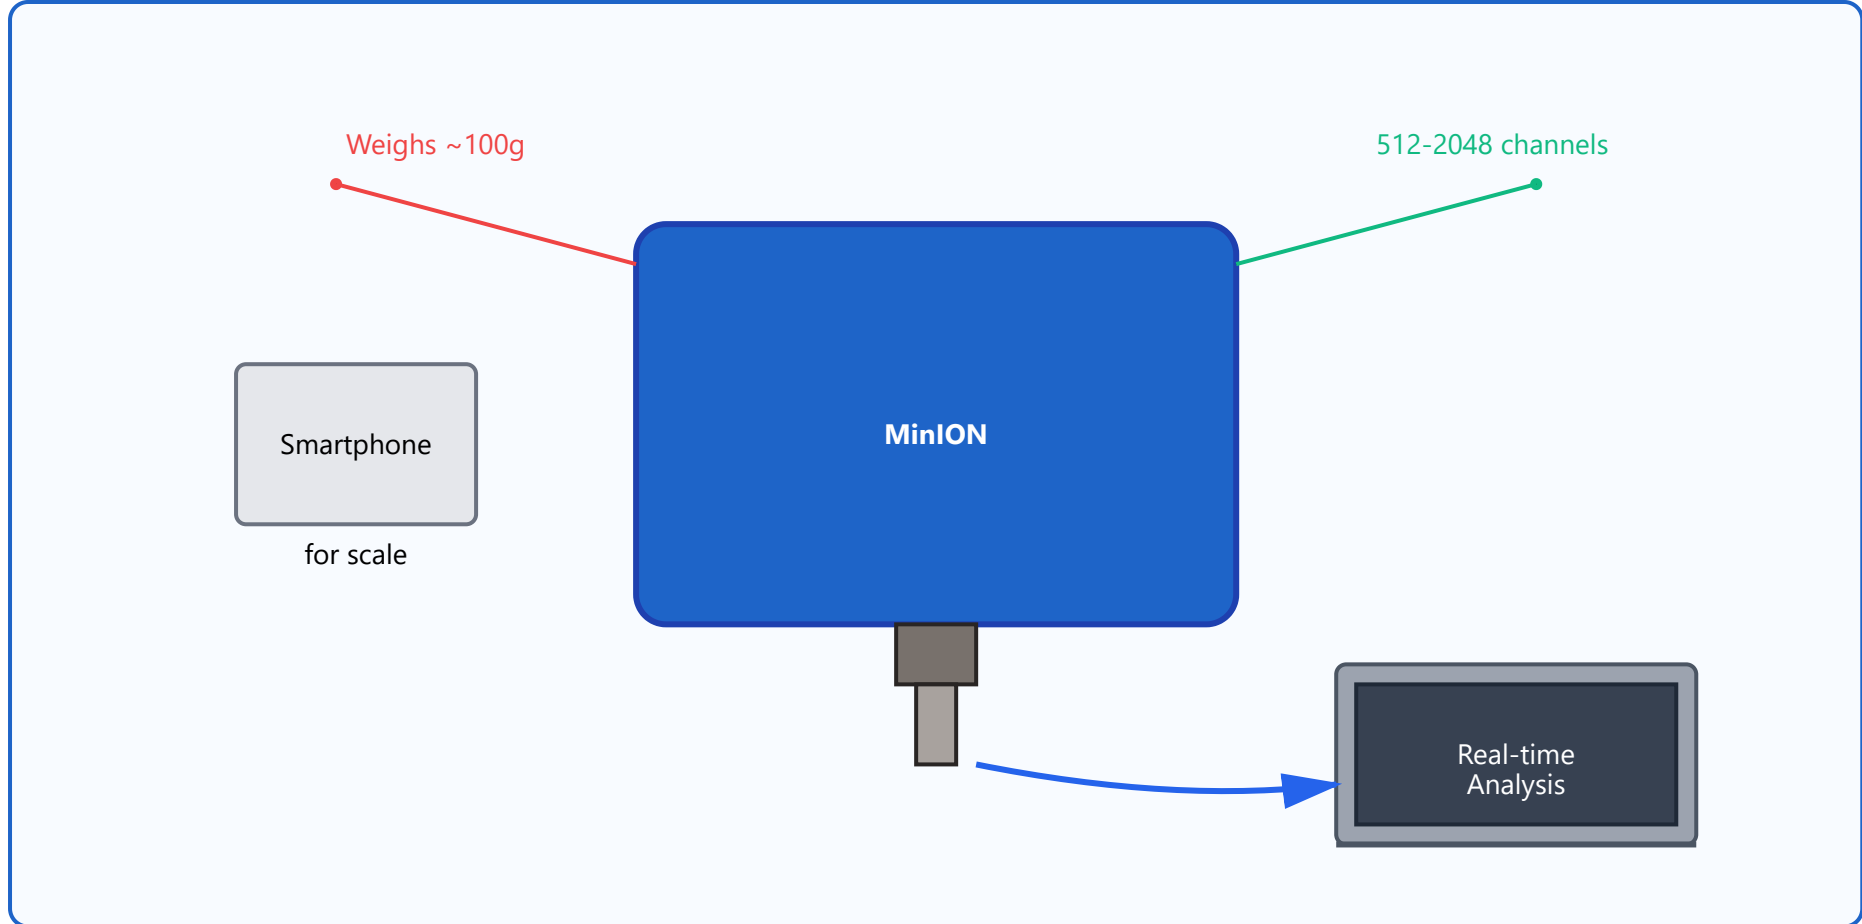 Weighs ~100g
512-2048 channels
Smartphone
for scale
MinION
Real-time
Analysis